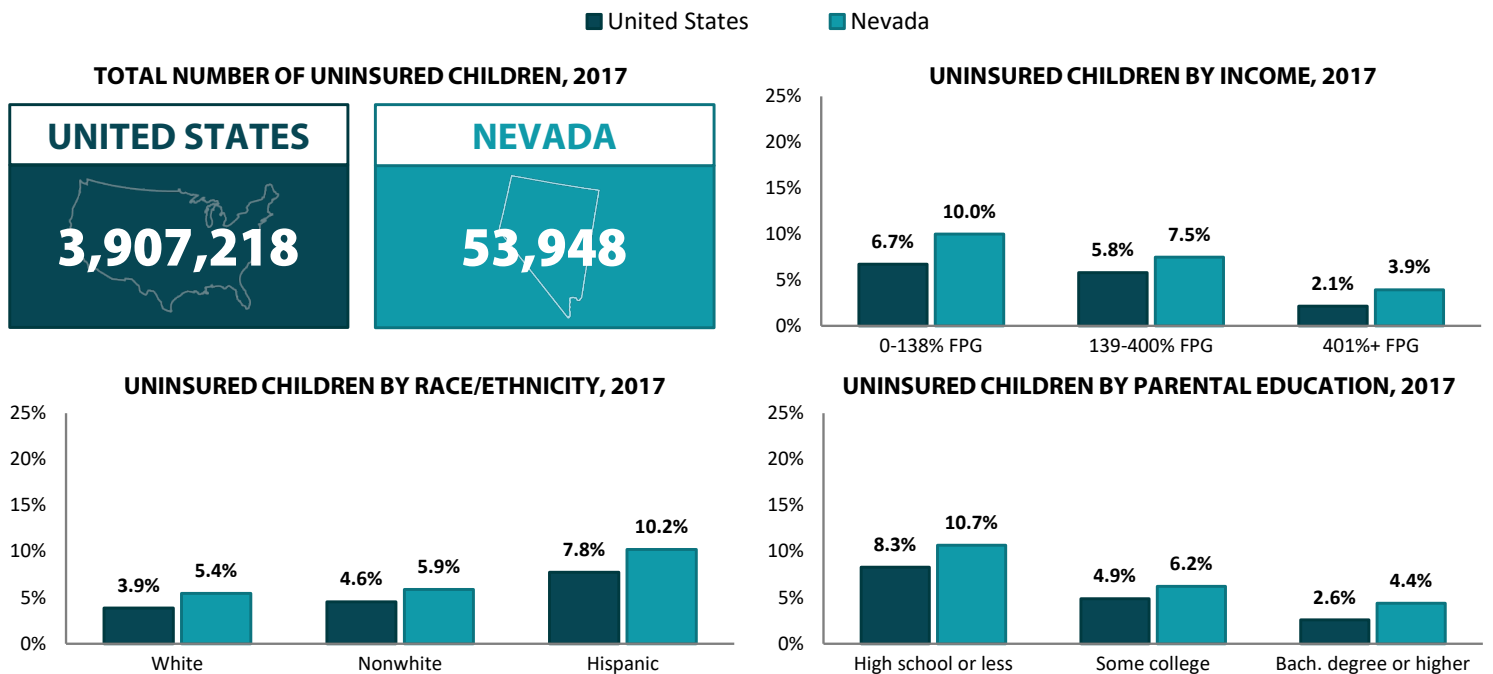 United States
Nevada
TOTAL NUMBER OF UNINSURED CHILDREN, 2017
UNITED STATES
3,907,218
NEVADA
53,948
UNINSURED CHILDREN BY INCOME, 2017
25%
20%
15%
10%
5%
0%
6.7%
10.0%
5.8%
7.5%
2.1%
3.9%
0-138% FPG
139-400% FPG
401%+ FPG
UNINSURED CHILDREN BY RACE/ETHNICITY, 2017
25%
20%
15%
10%
5%
0%
3.9%
5.4%
4.6%
5.9%
7.8%
10.2%
White
Nonwhite
Hispanic
UNINSURED CHILDREN BY PARENTAL EDUCATION, 2017
25%
20%
15%
10%
5%
0%
8.3%
10.7%
4.9%
6.2%
2.6%
4.4%
High school or less
Some college
Bach. degree or higher